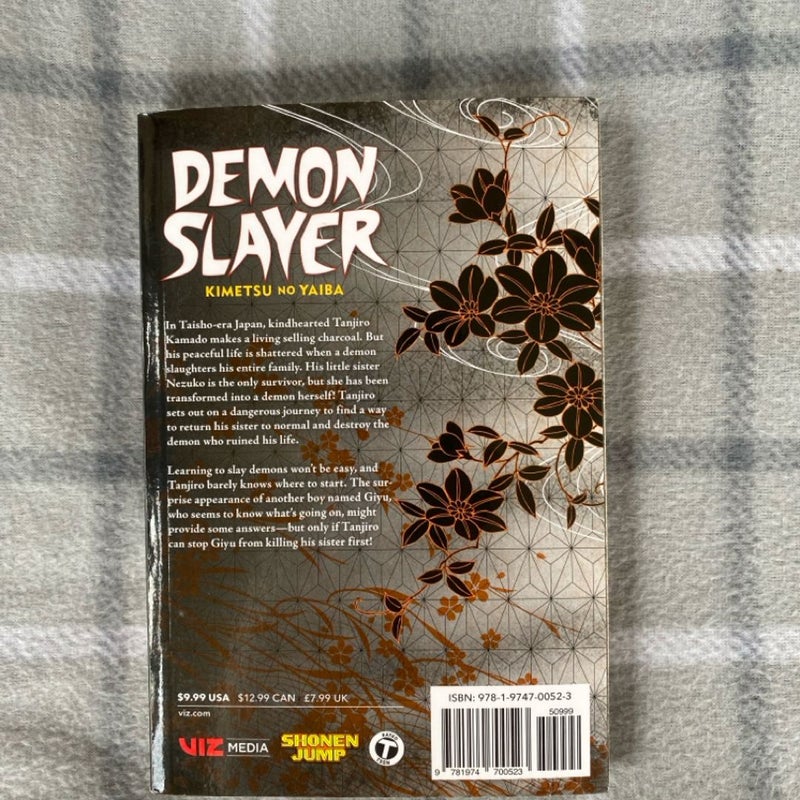 DEMON
SLAYER
KIMETSU NO YAIBA
In Taisho-era Japan, kindhearted Tanjiro
Kamado makes a living selling charcoal. But
his peaceful life is shattered when a demon
slaughters his entire family. His little sister
Nezuko is the only survivor, but she has been
transformed into a demon herself! Tanjiro
sets out on a dangerous journey to find a way
to return his sister to normal and destroy the
demon who ruined his life.
Learning to slay demons won't be easy, and
Tanjiro barely knows where to start. The sur-
prise appearance of another boy named Giyu,
who seems to know what's going on, might
provide some answers—but only if Tanjiro
can stop Giyu from killing his sister first!
$9.99 USA $12.99 CAN £7.99 UK
viz.com
VIZ MEDIA
SHONEN
JUMP
RATED
T
TEEN
ISBN: 978-1-9747-0052-3
50999
9 781974 700523